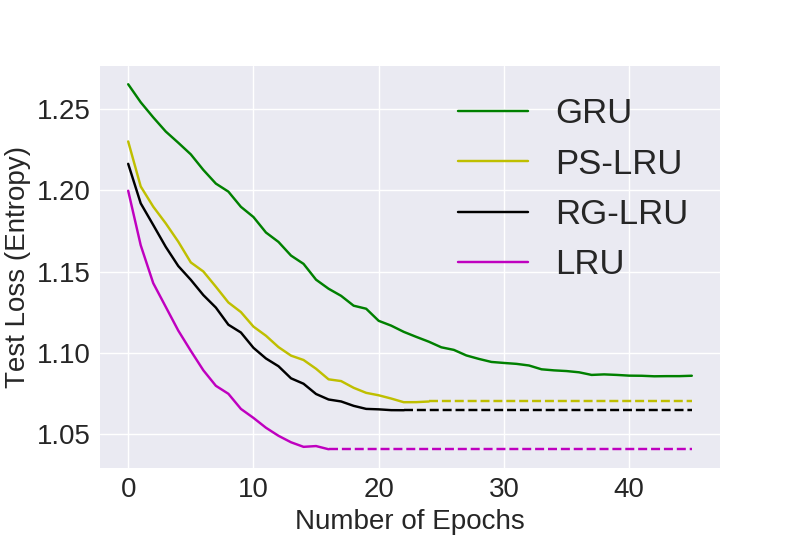 1.25
1.20
1.15
1.10
1.05
Test Loss (Entropy)
GRU
PS-LRU
RG-LRU
LRU
0 10 20 30 40
Number of Epochs